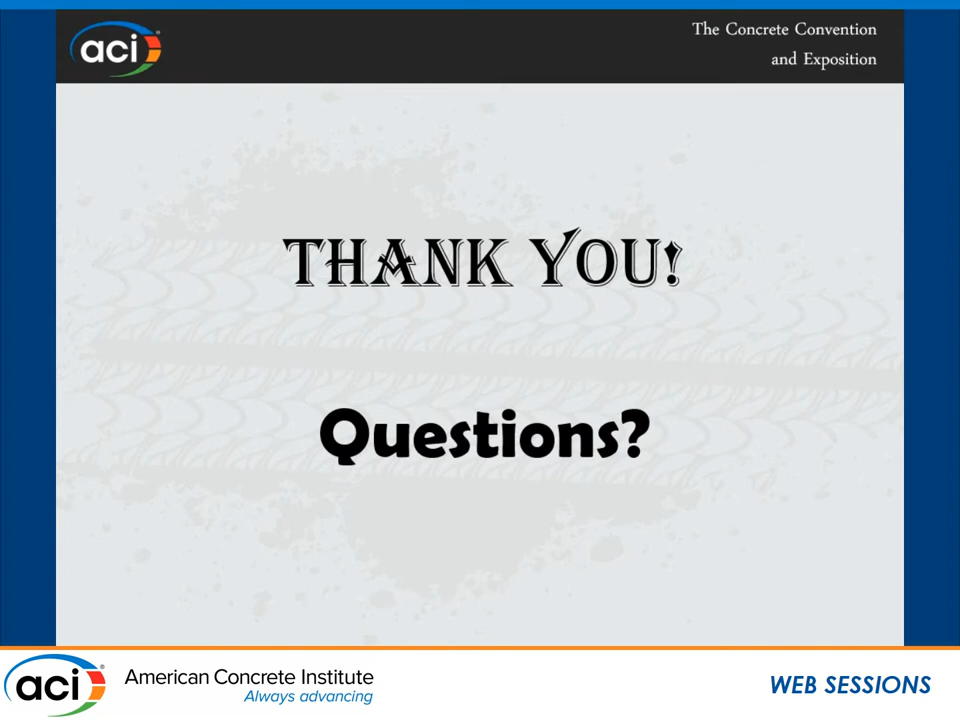 aci
The Concrete Convention
and Exposition
THANK YOU!
Questions?
aci
American Concrete Institute
Always advancing
WEB SESSIONS